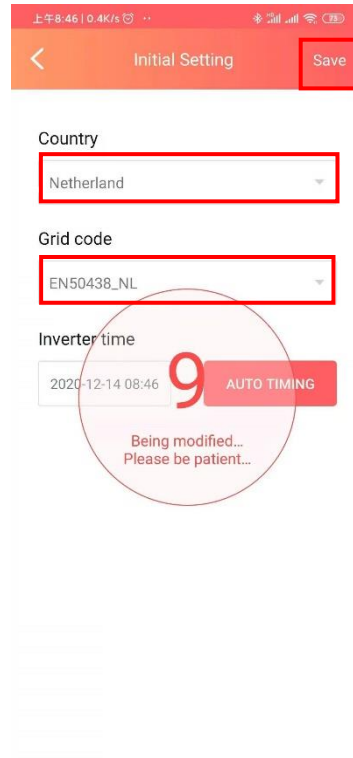 上午8:46 | 0.4K/s
Initial Setting
Save
Country
Netherland
Grid code
EN50438_NL
Inverter time
2020-12-14 08:46
AUTO TIMING
9
Being modified...
Please be patient...